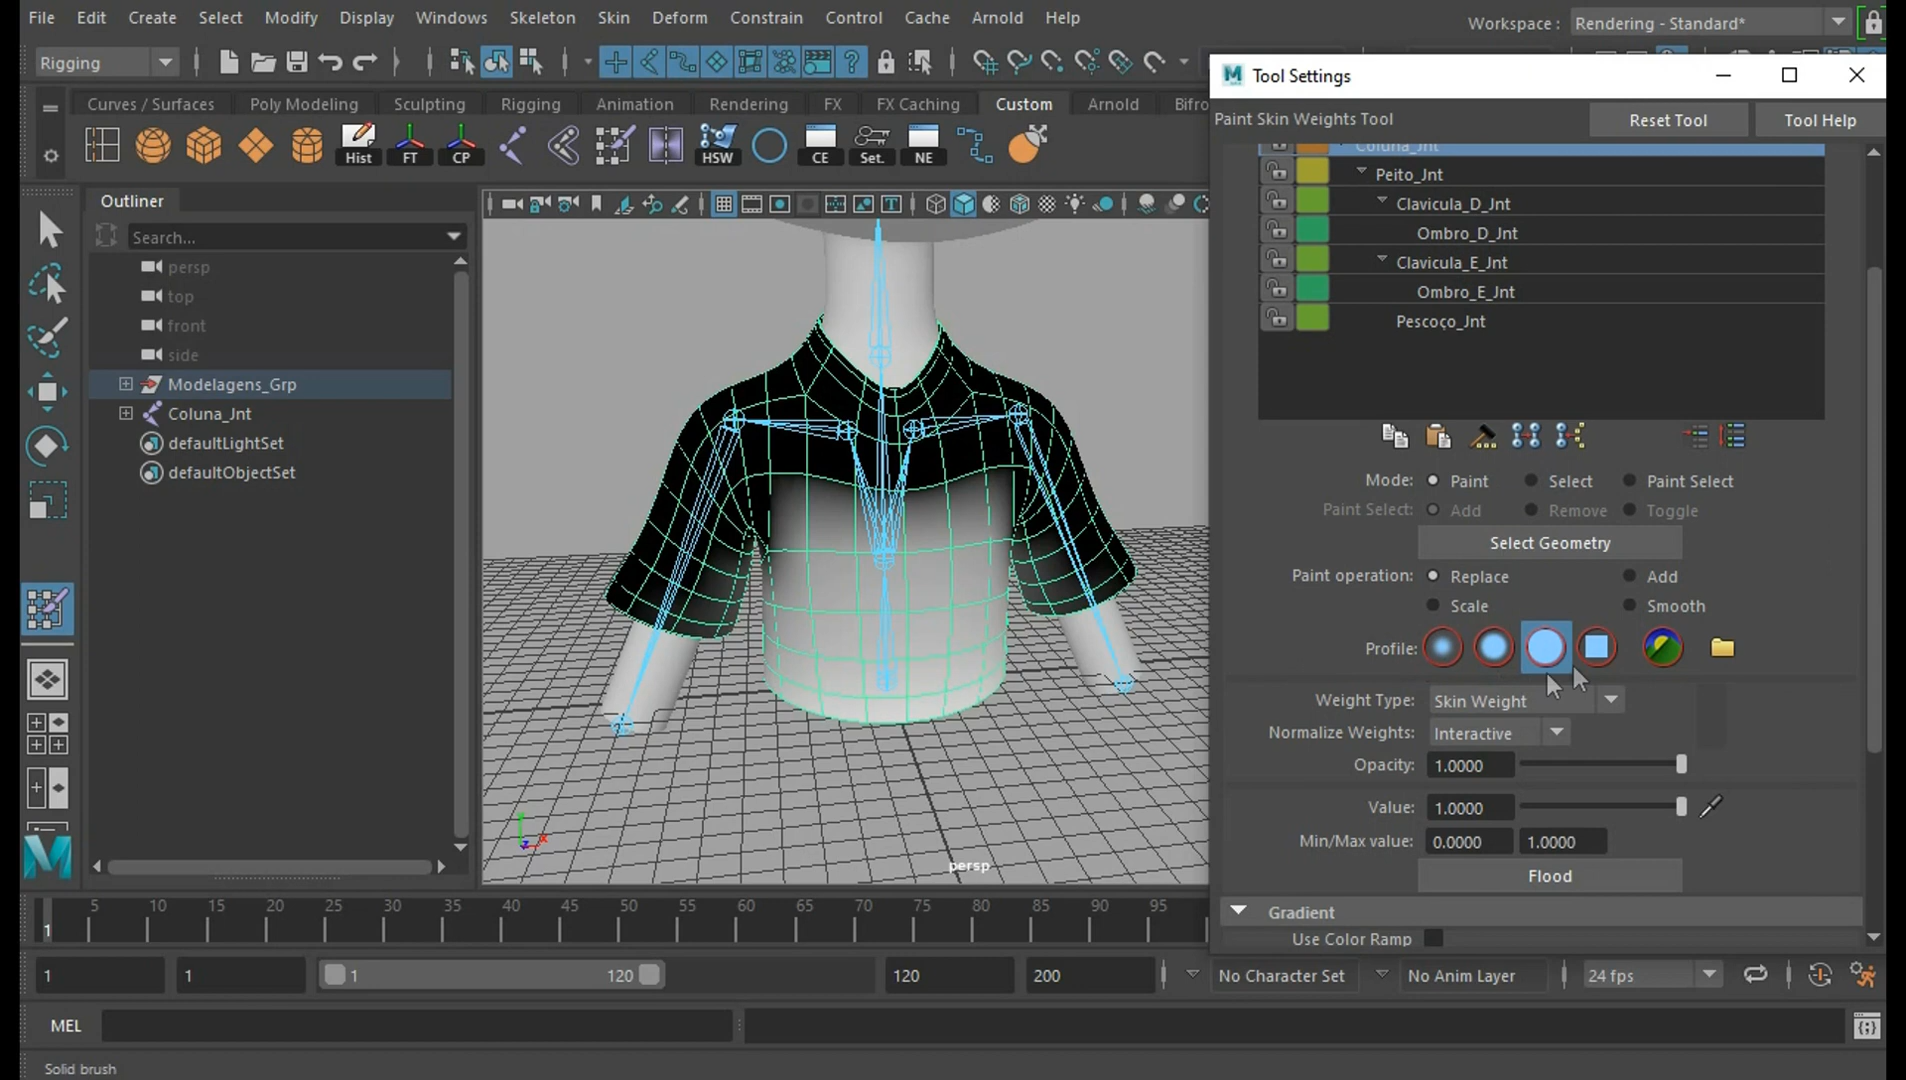 File Edit Create Select Modify Display Windows Skeleton Skin Deform Constrain Control Cache Arnold Help
Workspace : Rendering - Standard*
Rigging
Tool Settings
Curves / Surfaces Poly Modeling Sculpting Rigging Animation Rendering FX FX Caching Custom Arnold Bifro
Paint Skin Weights Tool Reset Tool Tool Help
Hist FT CP HSW CE Set. NE
Coluna_Jnt
Peito_Jnt
Clavicula_D_Jnt
Ombro_D_Jnt
Clavicula_E_Jnt
Ombro_E_Jnt
Pescoço_Jnt
Outliner
Search...
persp
top
front
side
Modelagens_Grp
Coluna_Jnt
defaultLightSet
defaultObjectSet
Mode: Paint Select Paint Select
Paint Select: Add Remove Toggle
Select Geometry
Paint operation: Replace Add
Scale Smooth
Profile:
Weight Type: Skin Weight
Normalize Weights: Interactive
Opacity: 1.0000
Value: 1.0000
Min/Max value: 0.0000 1.0000
Flood
Gradient
Use Color Ramp
persp
5 10 15 20 25 30 35 40 45 50 55 60 65 70 75 80 85 90 95
1
1 1 1 120 120 200 No Character Set No Anim Layer 24 fps
MEL
Solid brush